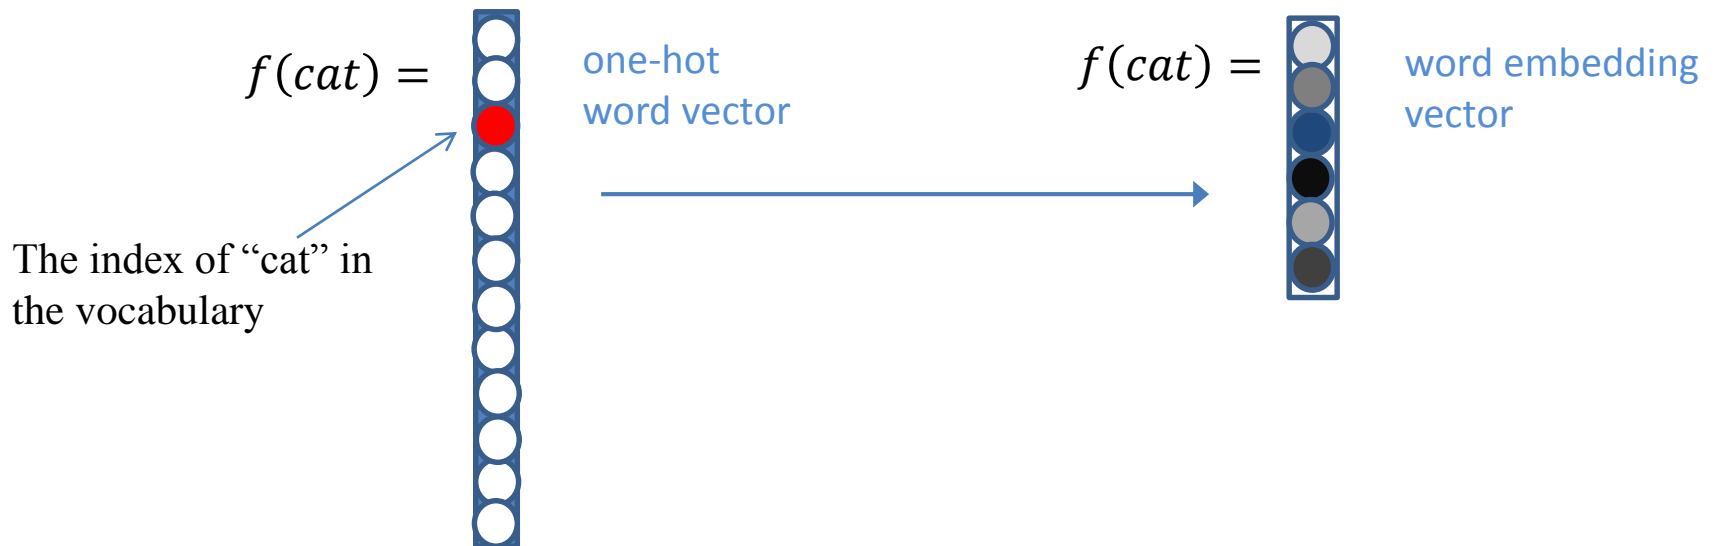 f(cat) =
one-hot
word vector
The index of “cat” in
the vocabulary
f(cat) =
word embedding
vector